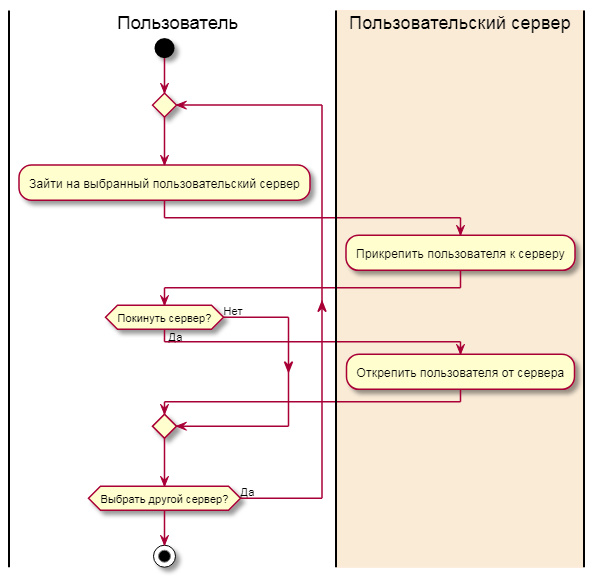 Пользователь
Пользовательский сервер
Зайти на выбранный пользовательский сервер
Прикрепить пользователя к серверу
Покинуть сервер?
Нет
Да
Открепить пользователя от сервера
Выбрать другой сервер?
Да